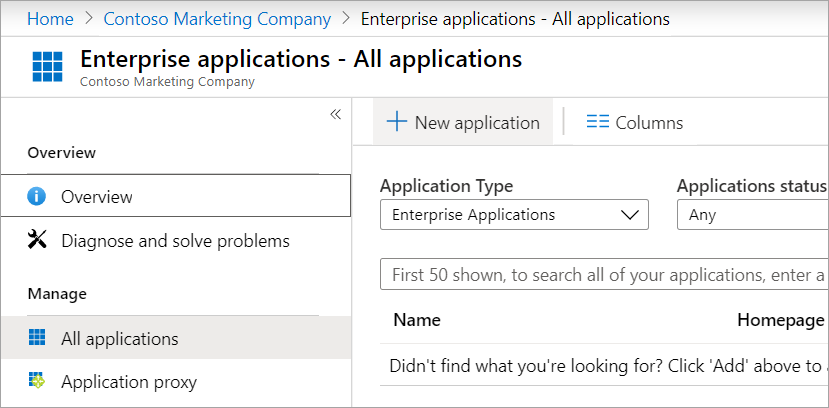 Home > Contoso Marketing Company > Enterprise applications - All applications
Enterprise applications - All applications
Contoso Marketing Company
«
Overview
Overview
Diagnose and solve problems
Manage
All applications
Application proxy
+ New application
Columns
Application Type
Applications status
Enterprise Applications
Any
First 50 shown, to search all of your applications, enter a
Name
Homepage
Didn't find what you're looking for? Click 'Add' above to